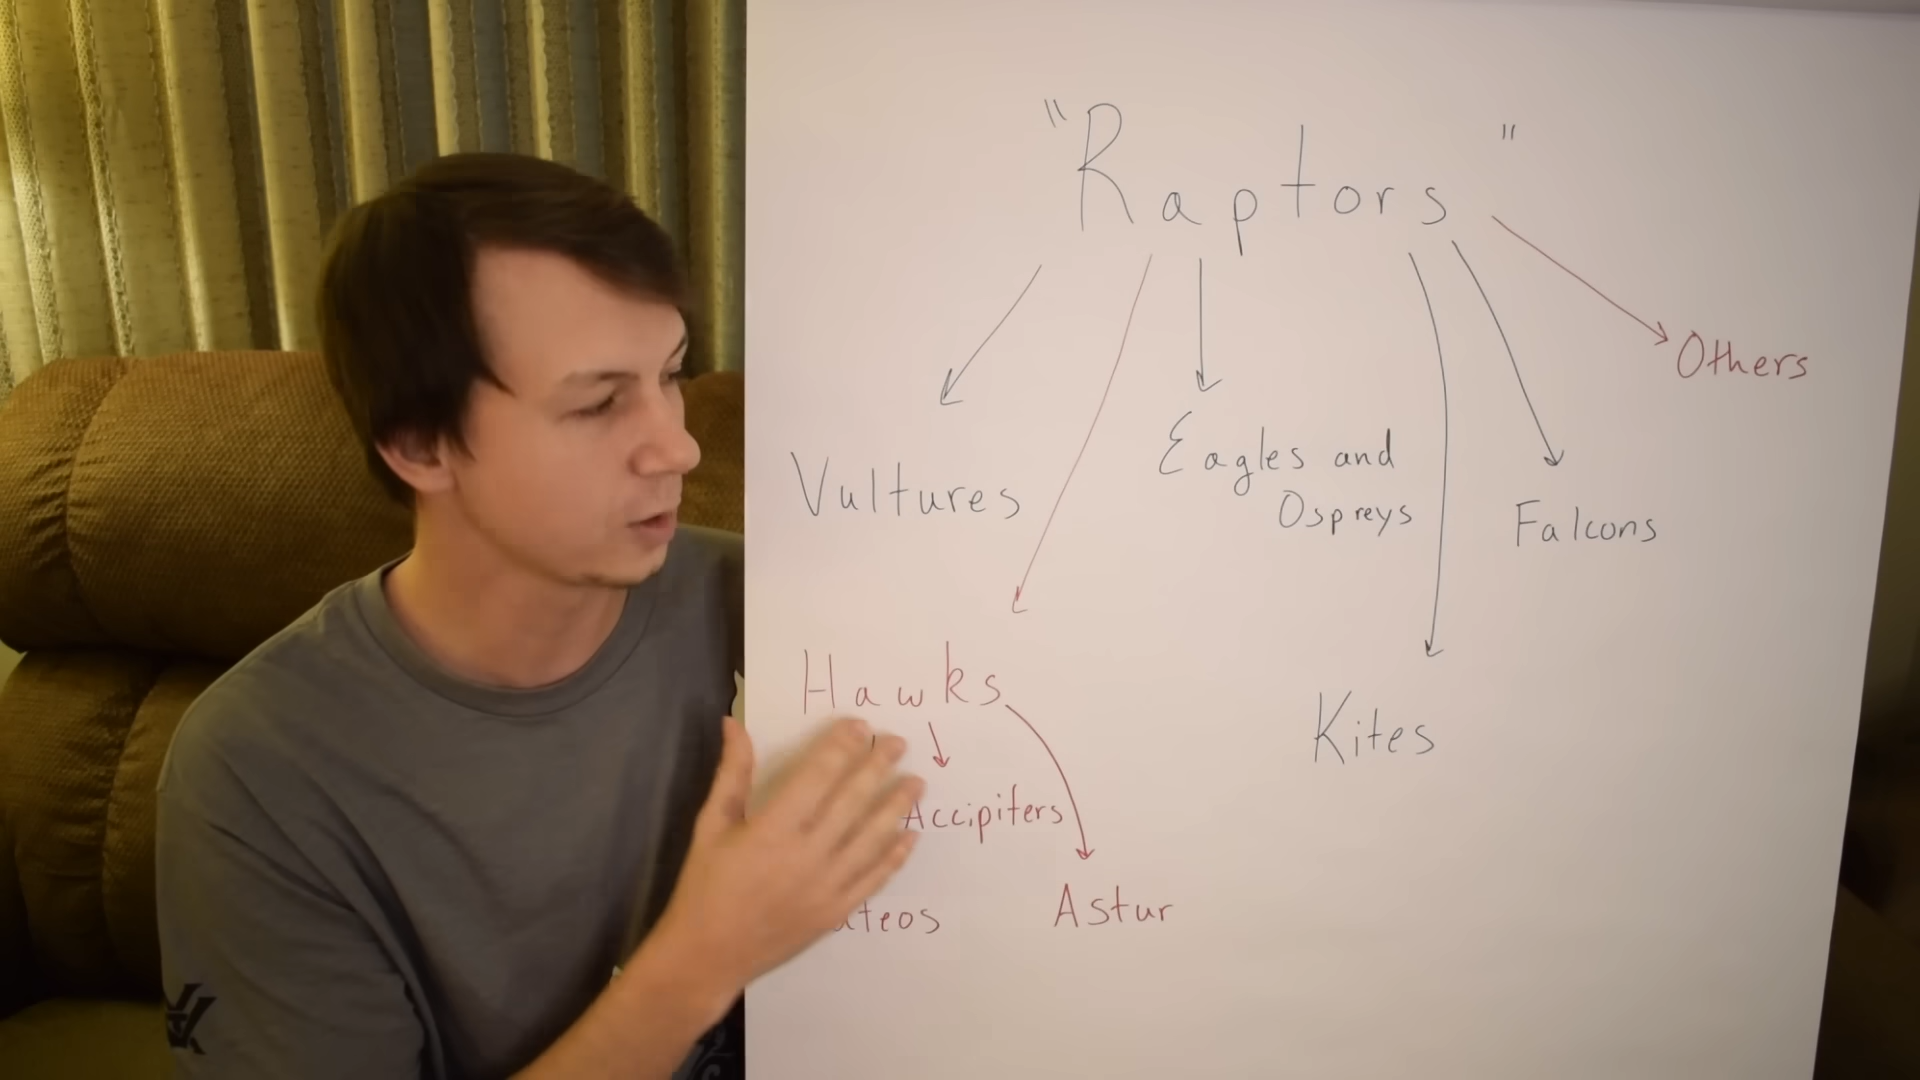 "Raptors"
Others
Vultures
Eagles and
Ospreys
Falcons
Hawks
Kites
Accipiters
Astur